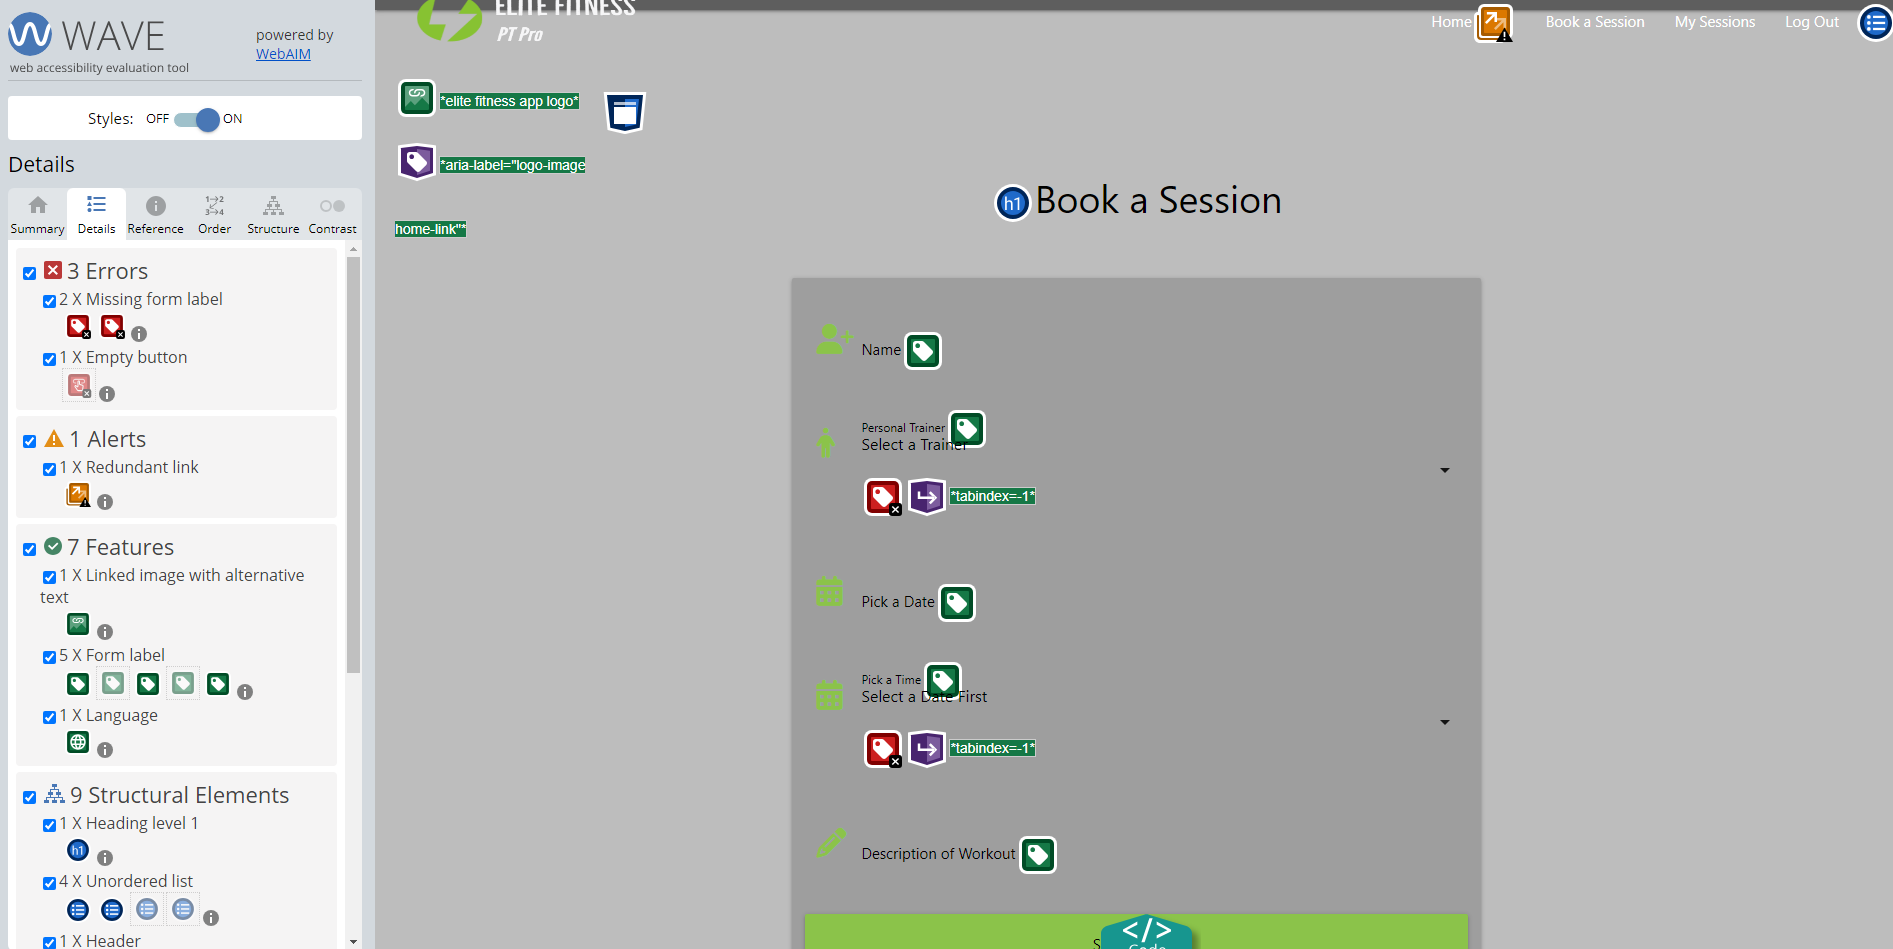 WAVE
powered by
WebAIM
web accessibility evaluation tool
Styles: OFF ON
Details
Summary Details Reference Order Structure Contrast
3 Errors
2 X Missing form label
1 X Empty button
1 Alerts
1 X Redundant link
7 Features
1 X Linked image with alternative
text
5 X Form label
1 X Language
9 Structural Elements
1 X Heading level 1
h1
4 X Unordered list
1 X Header
ELITE FITNESS
PT Pro
Home Book a Session My Sessions Log Out
*elite fitness app logo*
*aria-label="logo-image
home-link"*
h1 Book a Session
Name
Personal Trainer
Select a Trainer
*tabindex=-1*
Pick a Date
Pick a Time
Select a Date First
*tabindex=-1*
Description of Workout
</>
Code